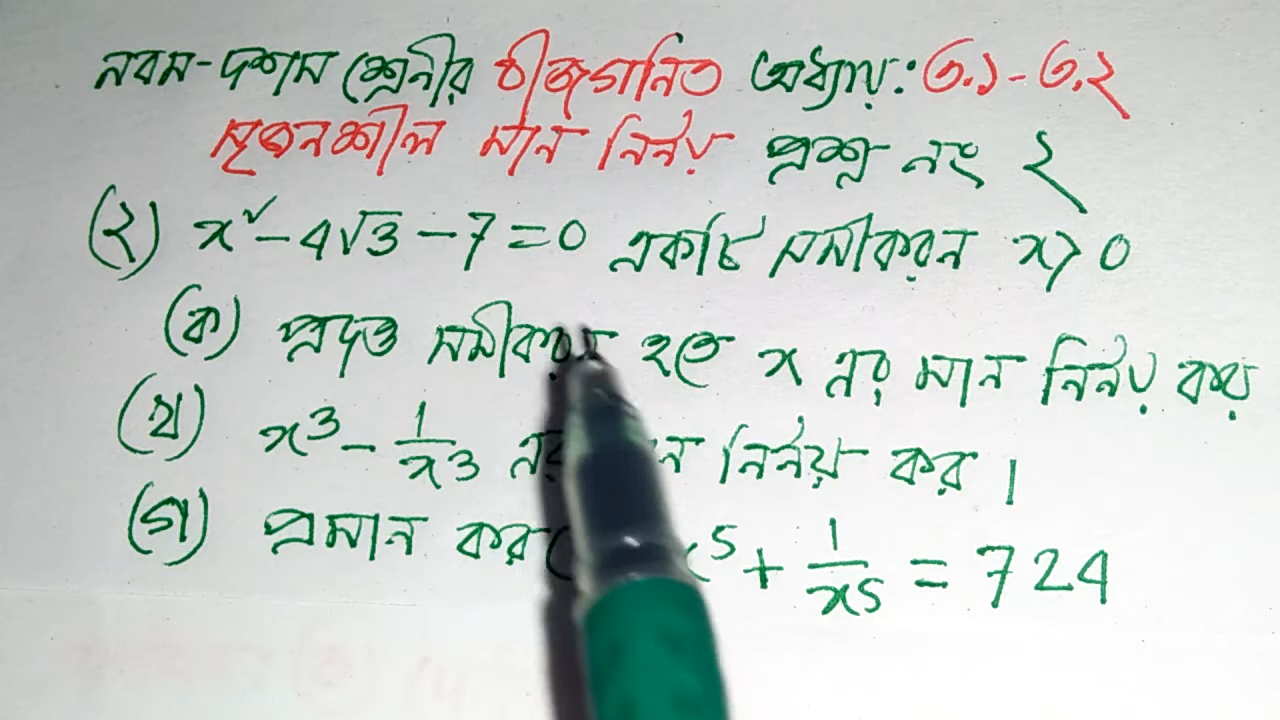 নবম-দশম শ্রেনীর বীজগনিত অধ্যায়: ৩.১-৩.২
সৃজনশীল মান নির্নয় প্রশ্ন নং ২
(২) x² - 4√3 - 7 = 0 একটি সমীকরন x > 0
(ক) প্রদত্ত সমীকরন হতে x এর মান নির্নয় কর
(খ) x³ - 1/x³ এর নির্নয় কর।
(গ) প্রমান কর x⁵ + 1/x⁵ = 724